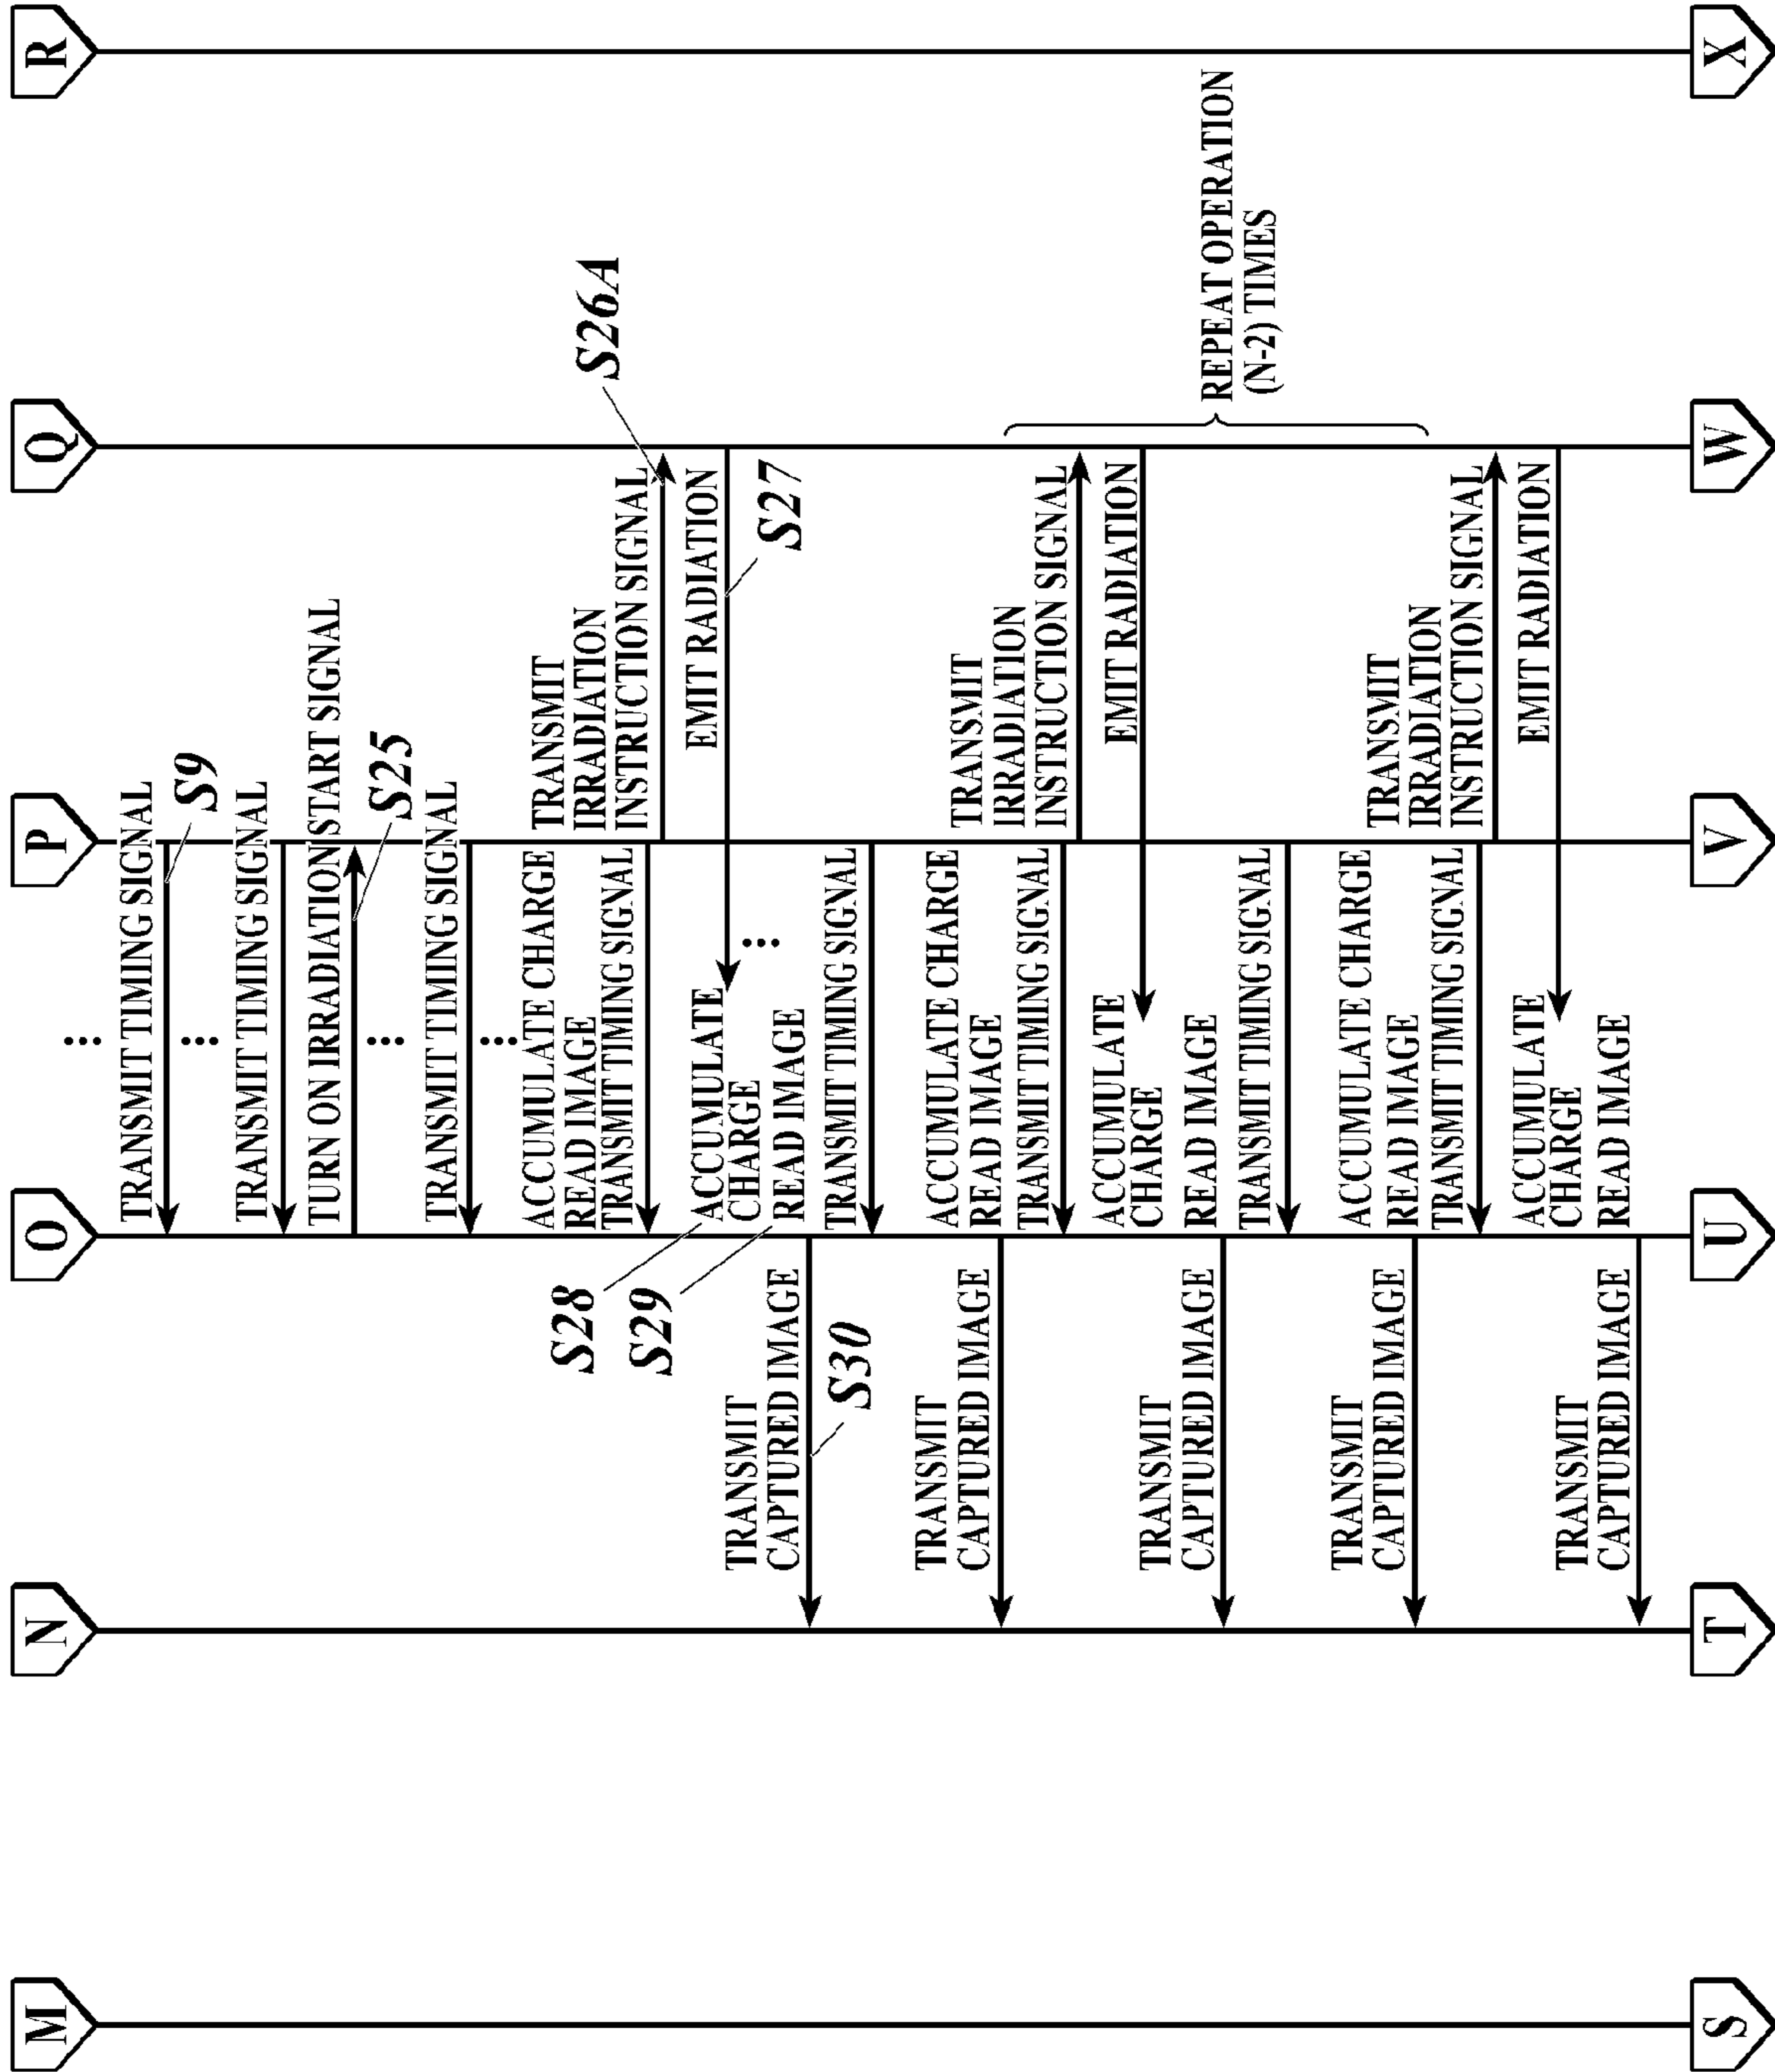 M
N
O
P
Q
R
...
TRANSMIT TIMING SIGNAL
S9
...
TRANSMIT TIMING SIGNAL
TURN ON IRRADIATION START SIGNAL
S25
...
TRANSMIT TIMING SIGNAL
...
ACCUMULATE CHARGE
READ IMAGE
TRANSMIT TIMING SIGNAL
TRANSMIT
IRRADIATION
INSTRUCTION SIGNAL
S26A
EMIT RADIATION
S27
S28
ACCUMULATE
CHARGE
...
S29
READ IMAGE
TRANSMIT
CAPTURED IMAGE
S30
TRANSMIT TIMING SIGNAL
ACCUMULATE CHARGE
READ IMAGE
TRANSMIT
CAPTURED IMAGE
TRANSMIT TIMING SIGNAL
TRANSMIT
IRRADIATION
INSTRUCTION SIGNAL
EMIT RADIATION
ACCUMULATE
CHARGE
READ IMAGE
REPEAT OPERATION
(N-2) TIMES
TRANSMIT
CAPTURED IMAGE
TRANSMIT TIMING SIGNAL
ACCUMULATE CHARGE
READ IMAGE
TRANSMIT
CAPTURED IMAGE
TRANSMIT TIMING SIGNAL
TRANSMIT
IRRADIATION
INSTRUCTION SIGNAL
EMIT RADIATION
ACCUMULATE
CHARGE
READ IMAGE
TRANSMIT
CAPTURED IMAGE
S
T
U
V
W
X